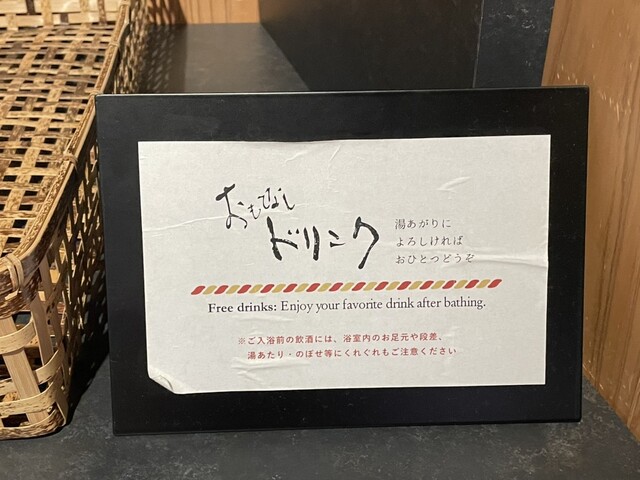 おもてなし
ドリンク
湯あがりに
よろしければ
おひとつどうぞ
Free drinks: Enjoy your favorite drink after bathing.
※ご入浴前の飲酒には、浴室内のお足元や段差、
湯あたり・のぼせ等にくれぐれもご注意ください